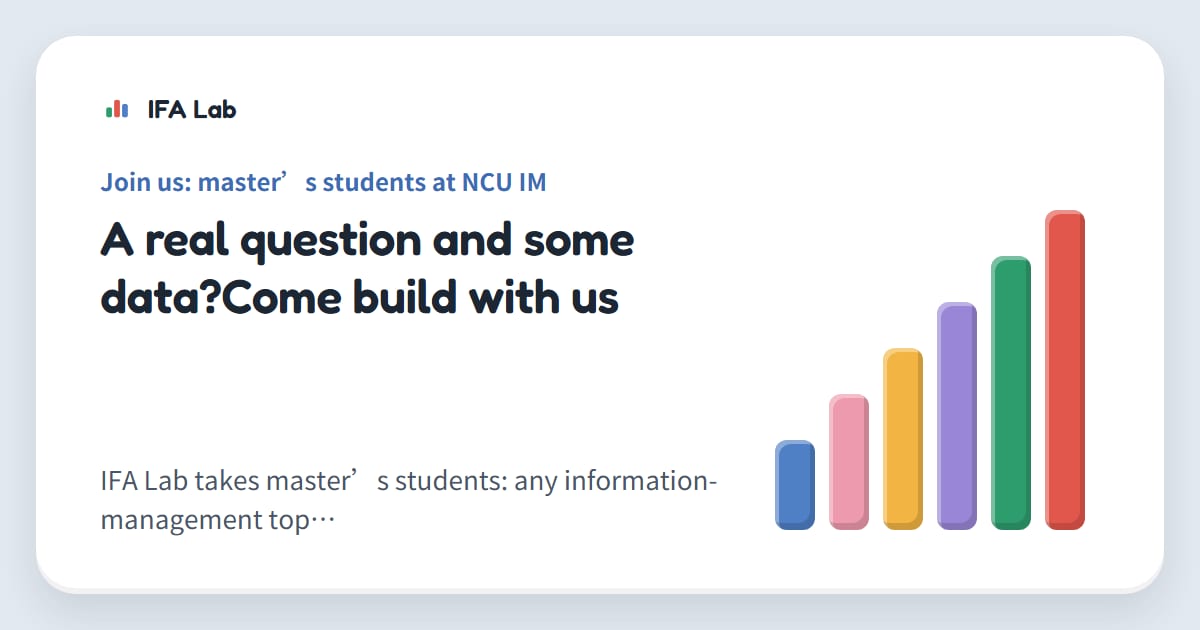 IFA Lab
Join us: master’s students at NCU IM
A real question and some
data?Come build with us
IFA Lab takes master’s students: any information-
management top⋯